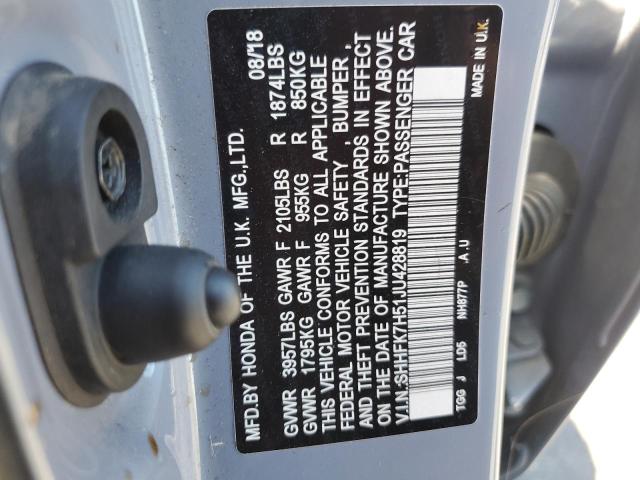 MFD.BY HONDA OF THE U.K. MFG.,LTD. 08/18
GVWR 3957LBS GAWR F 2105LBS R 1874LBS
GVWR 1795KG GAWR F 955KG R 850KG
THIS VEHICLE CONFORMS TO ALL APPLICABLE
FEDERAL MOTOR VEHICLE SAFETY , BUMPER ,
AND THEFT PREVENTION STANDARDS IN EFFECT
ON THE DATE OF MANUFACTURE SHOWN ABOVE.
V.I.N.:SHHFK7H51JU428819 TYPE:PASSENGER CAR
TGG J LD5 NH877P .A.U MADE IN U.K.